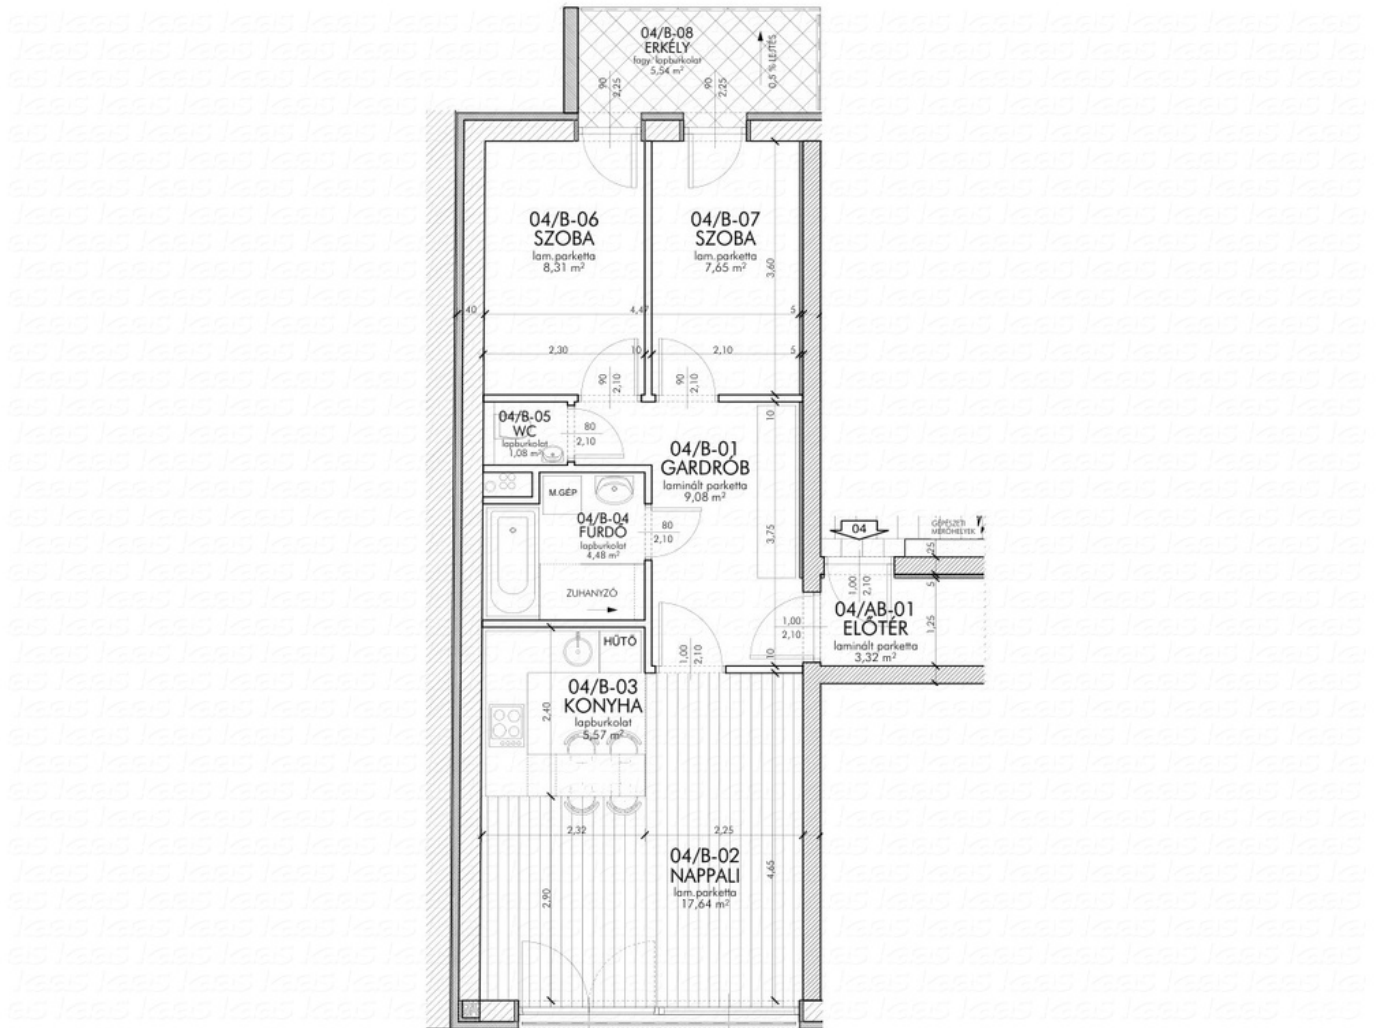 04/B-08
ERKÉLY
fagy. lapburkolat
5,54 m²
0,5 % LEJTÉS
90
2,25
90
2,25
04/B-06
SZOBA
lam.parketta
8,31 m²
04/B-07
SZOBA
lam.parketta
7,65 m²
3,60
40
4,47
5
2,30
10
2,10
5
90
2,10
90
2,10
04/B-05
WC
lapburkolat
1,08 m²
80
2,10
10
04/B-01
GARDRÓB
laminált parketta
9,08 m²
M.GÉP
04/B-04
FÜRDŐ
lapburkolat
4,48 m²
80
2,10
3,75
04
GÉPÉSZETI
MÉRŐHELYEK
25
ZUHANYZÓ
1,00
2,10
5
04/AB-01
ELŐTÉR
laminált parketta
3,32 m²
1,25
1,00
2,10
HŰTŐ
1,00
2,10
10
04/B-03
KONYHA
lapburkolat
5,57 m²
2,40
2,32
2,25
04/B-02
NAPPALI
lam.parketta
17,64 m²
4,65
2,90